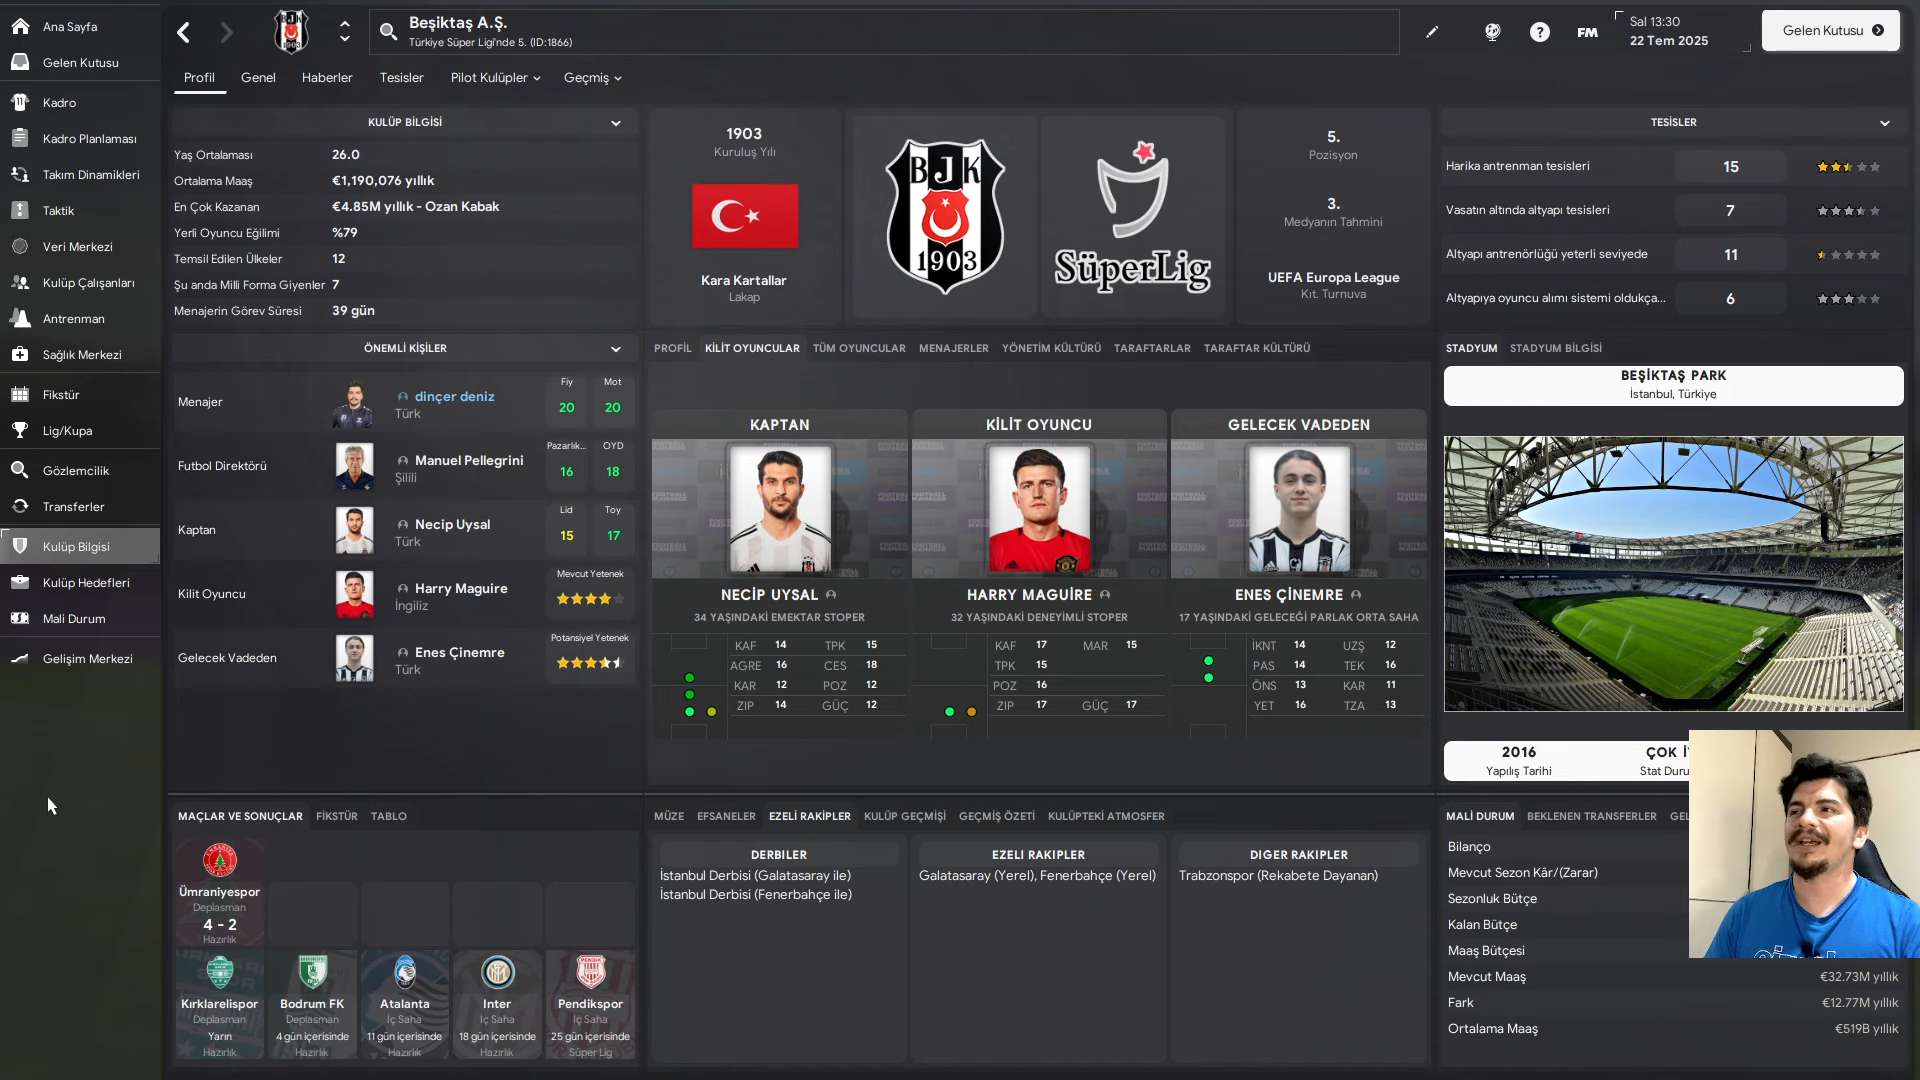 Ana Sayfa
Gelen Kutusu
Kadro
Kadro Planlaması
Takım Dinamikleri
Taktik
Veri Merkezi
Kulüp Çalışanları
Antrenman
Sağlık Merkezi
Fikstür
Lig/Kupa
Gözlemcilik
Transferler
Kulüp Bilgisi
Kulüp Hedefleri
Mali Durum
Gelişim Merkezi
Beşiktaş A.Ş.
Türkiye Süper Ligi'nde 5. (ID:1866)
FM
Sal 13:30
22 Tem 2025
Gelen Kutusu
Profil
Genel
Haberler
Tesisler
Pilot Kulüpler
Geçmiş
KULÜP BİLGİSİ
Yaş Ortalaması 26.0
Ortalama Maaş €1,190,076 yıllık
En Çok Kazanan €4.85M yıllık - Ozan Kabak
Yerli Oyuncu Eğilimi %79
Temsil Edilen Ülkeler 12
Şu anda Milli Forma Giyenler 7
Menajerin Görev Süresi 39 gün
1903
Kuruluş Yılı
Kara Kartallar
Lakap
BJK
1903
SüperLig
5.
Pozisyon
3.
Medyanın Tahmini
UEFA Europa League
Kıt. Turnuva
TESİSLER
Harika antrenman tesisleri 15
Vasatın altında altyapı tesisleri 7
Altyapı antrenörlüğü yeterli seviyede 11
Altyapıya oyuncu alımı sistemi oldukça... 6
ÖNEMLİ KİŞİLER
Menajer
dinçer deniz
Türk
Fiy 20
Mot 20
Futbol Direktörü
Manuel Pellegrini
Şilili
Pazarlık... 16
OYD 18
Kaptan
Necip Uysal
Türk
Lid 15
Toy 17
Kilit Oyuncu
Harry Maguire
İngiliz
Mevcut Yetenek
Gelecek Vadeden
Enes Çinemre
Türk
Potansiyel Yetenek
PROFİL
KİLİT OYUNCULAR
TÜM OYUNCULAR
MENAJERLER
YÖNETİM KÜLTÜRÜ
TARAFTARLAR
TARAFTAR KÜLTÜRÜ
KAPTAN
NECİP UYSAL
34 YAŞINDAKİ EMEKTAR STOPER
KAF 14 TPK 15
AGRE 16 CES 18
KAR 12 POZ 12
ZIP 14 GÜÇ 12
KİLİT OYUNCU
HARRY MAGUİRE
32 YAŞINDAKİ DENEYİMLİ STOPER
KAF 17 MAR 15
TPK 15
POZ 16
ZIP 17 GÜÇ 17
GELECEK VADEDEN
ENES ÇİNEMRE
17 YAŞINDAKİ GELECEĞİ PARLAK ORTA SAHA
İKNT 14 UZŞ 12
PAS 14 TEK 16
ÖNS 13 KAR 11
YET 16 TZA 13
STADYUM
STADYUM BİLGİSİ
BEŞİKTAŞ PARK
İstanbul, Türkiye
2016
Yapılış Tarihi
ÇOK
Stat
MAÇLAR VE SONUÇLAR
FİKSTÜR
TABLO
Ümraniyespor
Deplasman
4 - 2
Hazırlık
Kırklarelispor
Deplasman
Yarın
Hazırlık
Bodrum FK
Deplasman
4 gün içerisinde
Hazırlık
Atalanta
İç Saha
11 gün içerisinde
Hazırlık
Inter
İç Saha
18 gün içerisinde
Hazırlık
Pendikspor
İç Saha
25 gün içerisinde
Süper Lig
MÜZE
EFSANELER
EZELİ RAKİPLER
KULÜP GEÇMİŞİ
GEÇMİŞ ÖZETİ
KULÜPTEKİ ATMOSFER
DERBILER
İstanbul Derbisi (Galatasaray ile)
İstanbul Derbisi (Fenerbahçe ile)
EZELI RAKIPLER
Galatasaray (Yerel), Fenerbahçe (Yerel)
DIGER RAKIPLER
Trabzonspor (Rekabete Dayanan)
MALİ DURUM
BEKLENEN TRANSFERLER
Bilanço
Mevcut Sezon Kâr/(Zarar)
Sezonluk Bütçe
Kalan Bütçe
Maaş Bütçesi
Mevcut Maaş €32.73M yıllık
Fark €12.77M yıllık
Ortalama Maaş €519B yıllık